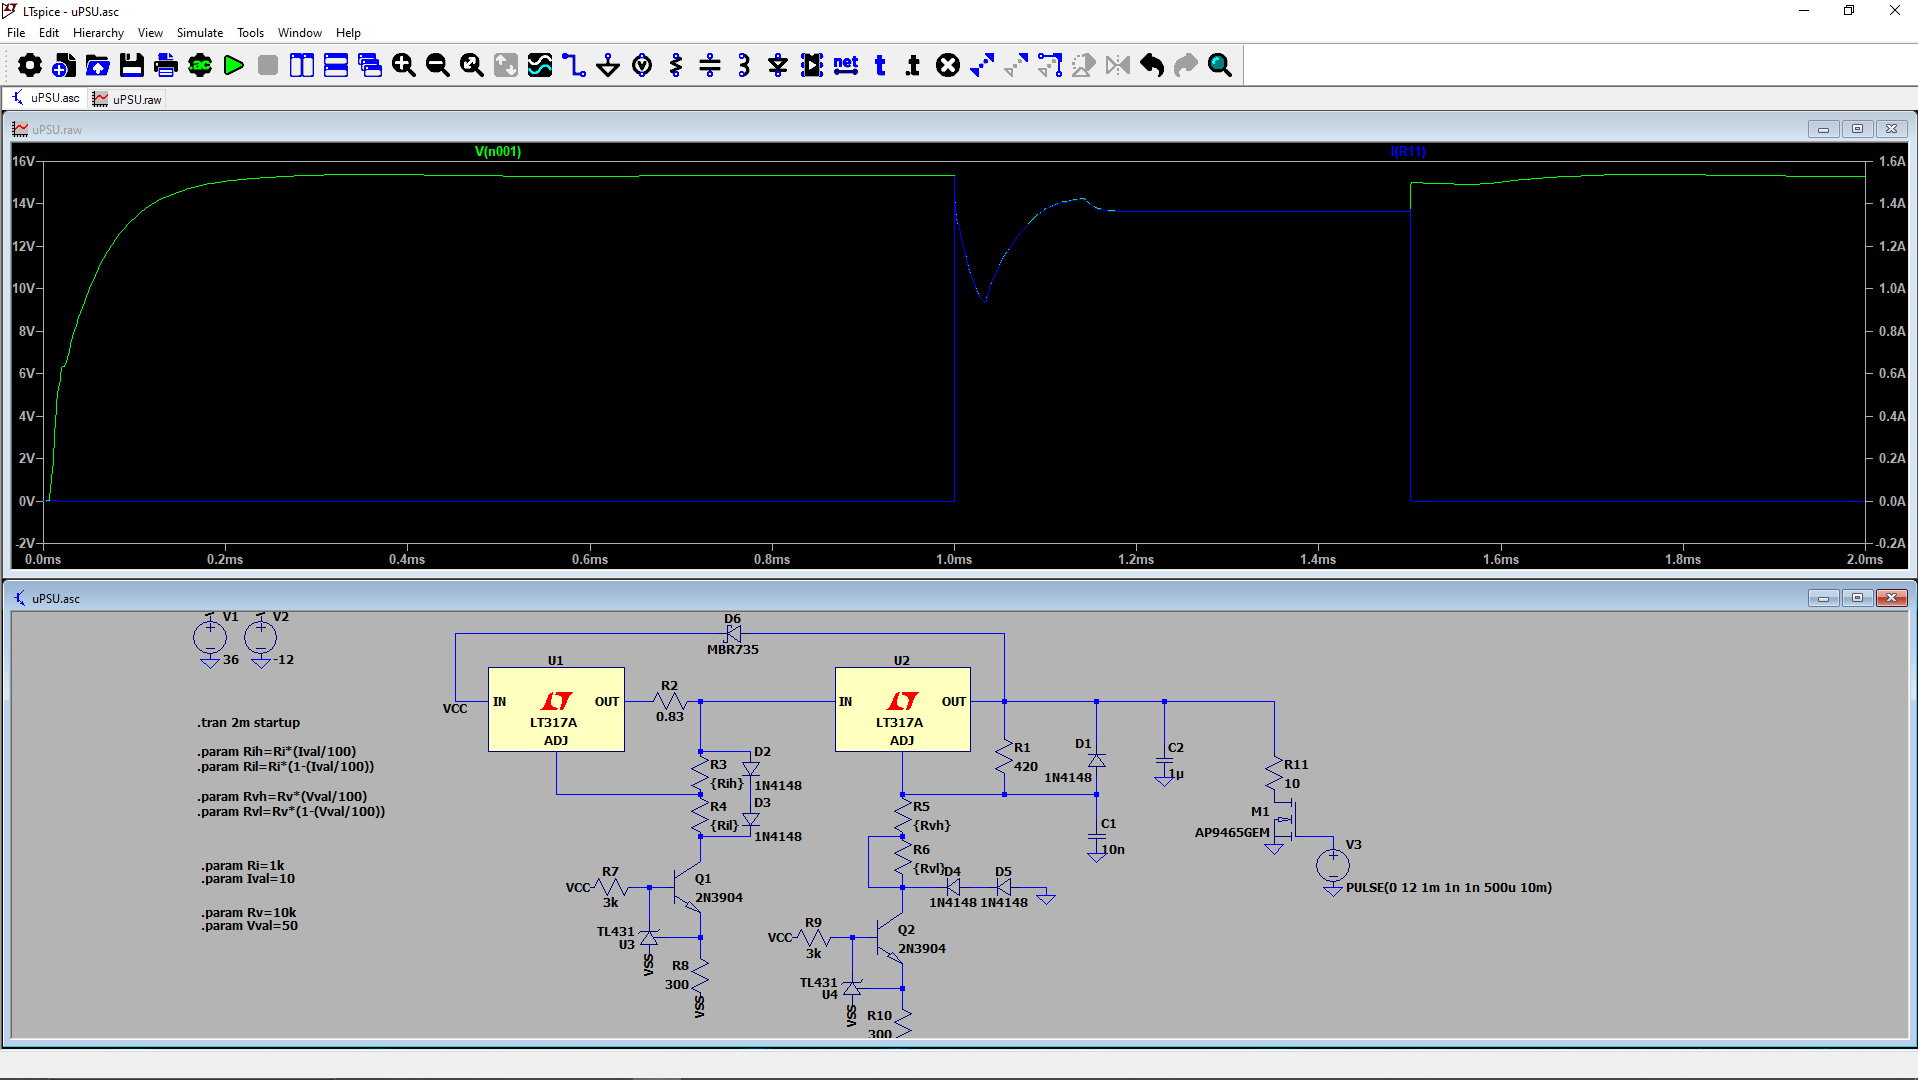 LTspice - uPSU.asc
File Edit Hierarchy View Simulate Tools Window Help
.ac net t .t
uPSU.asc uPSU.raw
uPSU.raw
V(n001) I(R11)
16V 1.6A
14V 1.4A
12V 1.2A
10V 1.0A
8V 0.8A
6V 0.6A
4V 0.4A
2V 0.2A
0V 0.0A
-2V -0.2A
0.0ms 0.2ms 0.4ms 0.6ms 0.8ms 1.0ms 1.2ms 1.4ms 1.6ms 1.8ms 2.0ms
uPSU.asc
V1 V2
36 -12
D6
MBR735
U1 U2
IN OUT
LT317A
ADJ
VCC
R2
0.83
IN OUT
LT317A
ADJ
.tran 2m startup
.param Rih=Ri*(Ival/100)
.param Ril=Ri*(1-(Ival/100))
.param Rvh=Rv*(Vval/100)
.param Rvl=Rv*(1-(Vval/100))
.param Ri=1k
.param Ival=10
.param Rv=10k
.param Vval=50
R3
{Rih}
R4
{Ril}
D2
1N4148
D3
1N4148
R7
VCC
3k
Q1
2N3904
TL431
U3
VSS
R8
300
VSS
R1
420
D1
1N4148
C2
1µ
R5
{Rvh}
R6
{Rvl}
C1
10n
D4 D5
1N4148 1N4148
R9
VCC
3k
Q2
2N3904
TL431
U4
VSS
R10
300
R11
10
M1
AP9465GEM
V3
PULSE(0 12 1m 1n 1n 500u 10m)